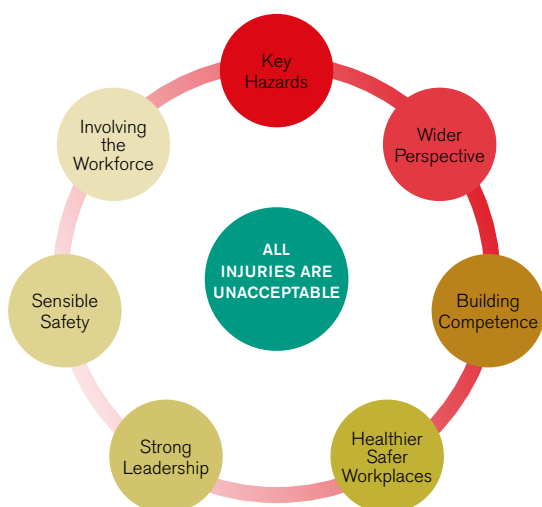 Key
Hazards
Wider
Perspective
Building
Competence
Healthier
Safer
Workplaces
Strong
Leadership
Sensible
Safety
Involving
the
Workforce
ALL
INJURIES ARE
UNACCEPTABLE